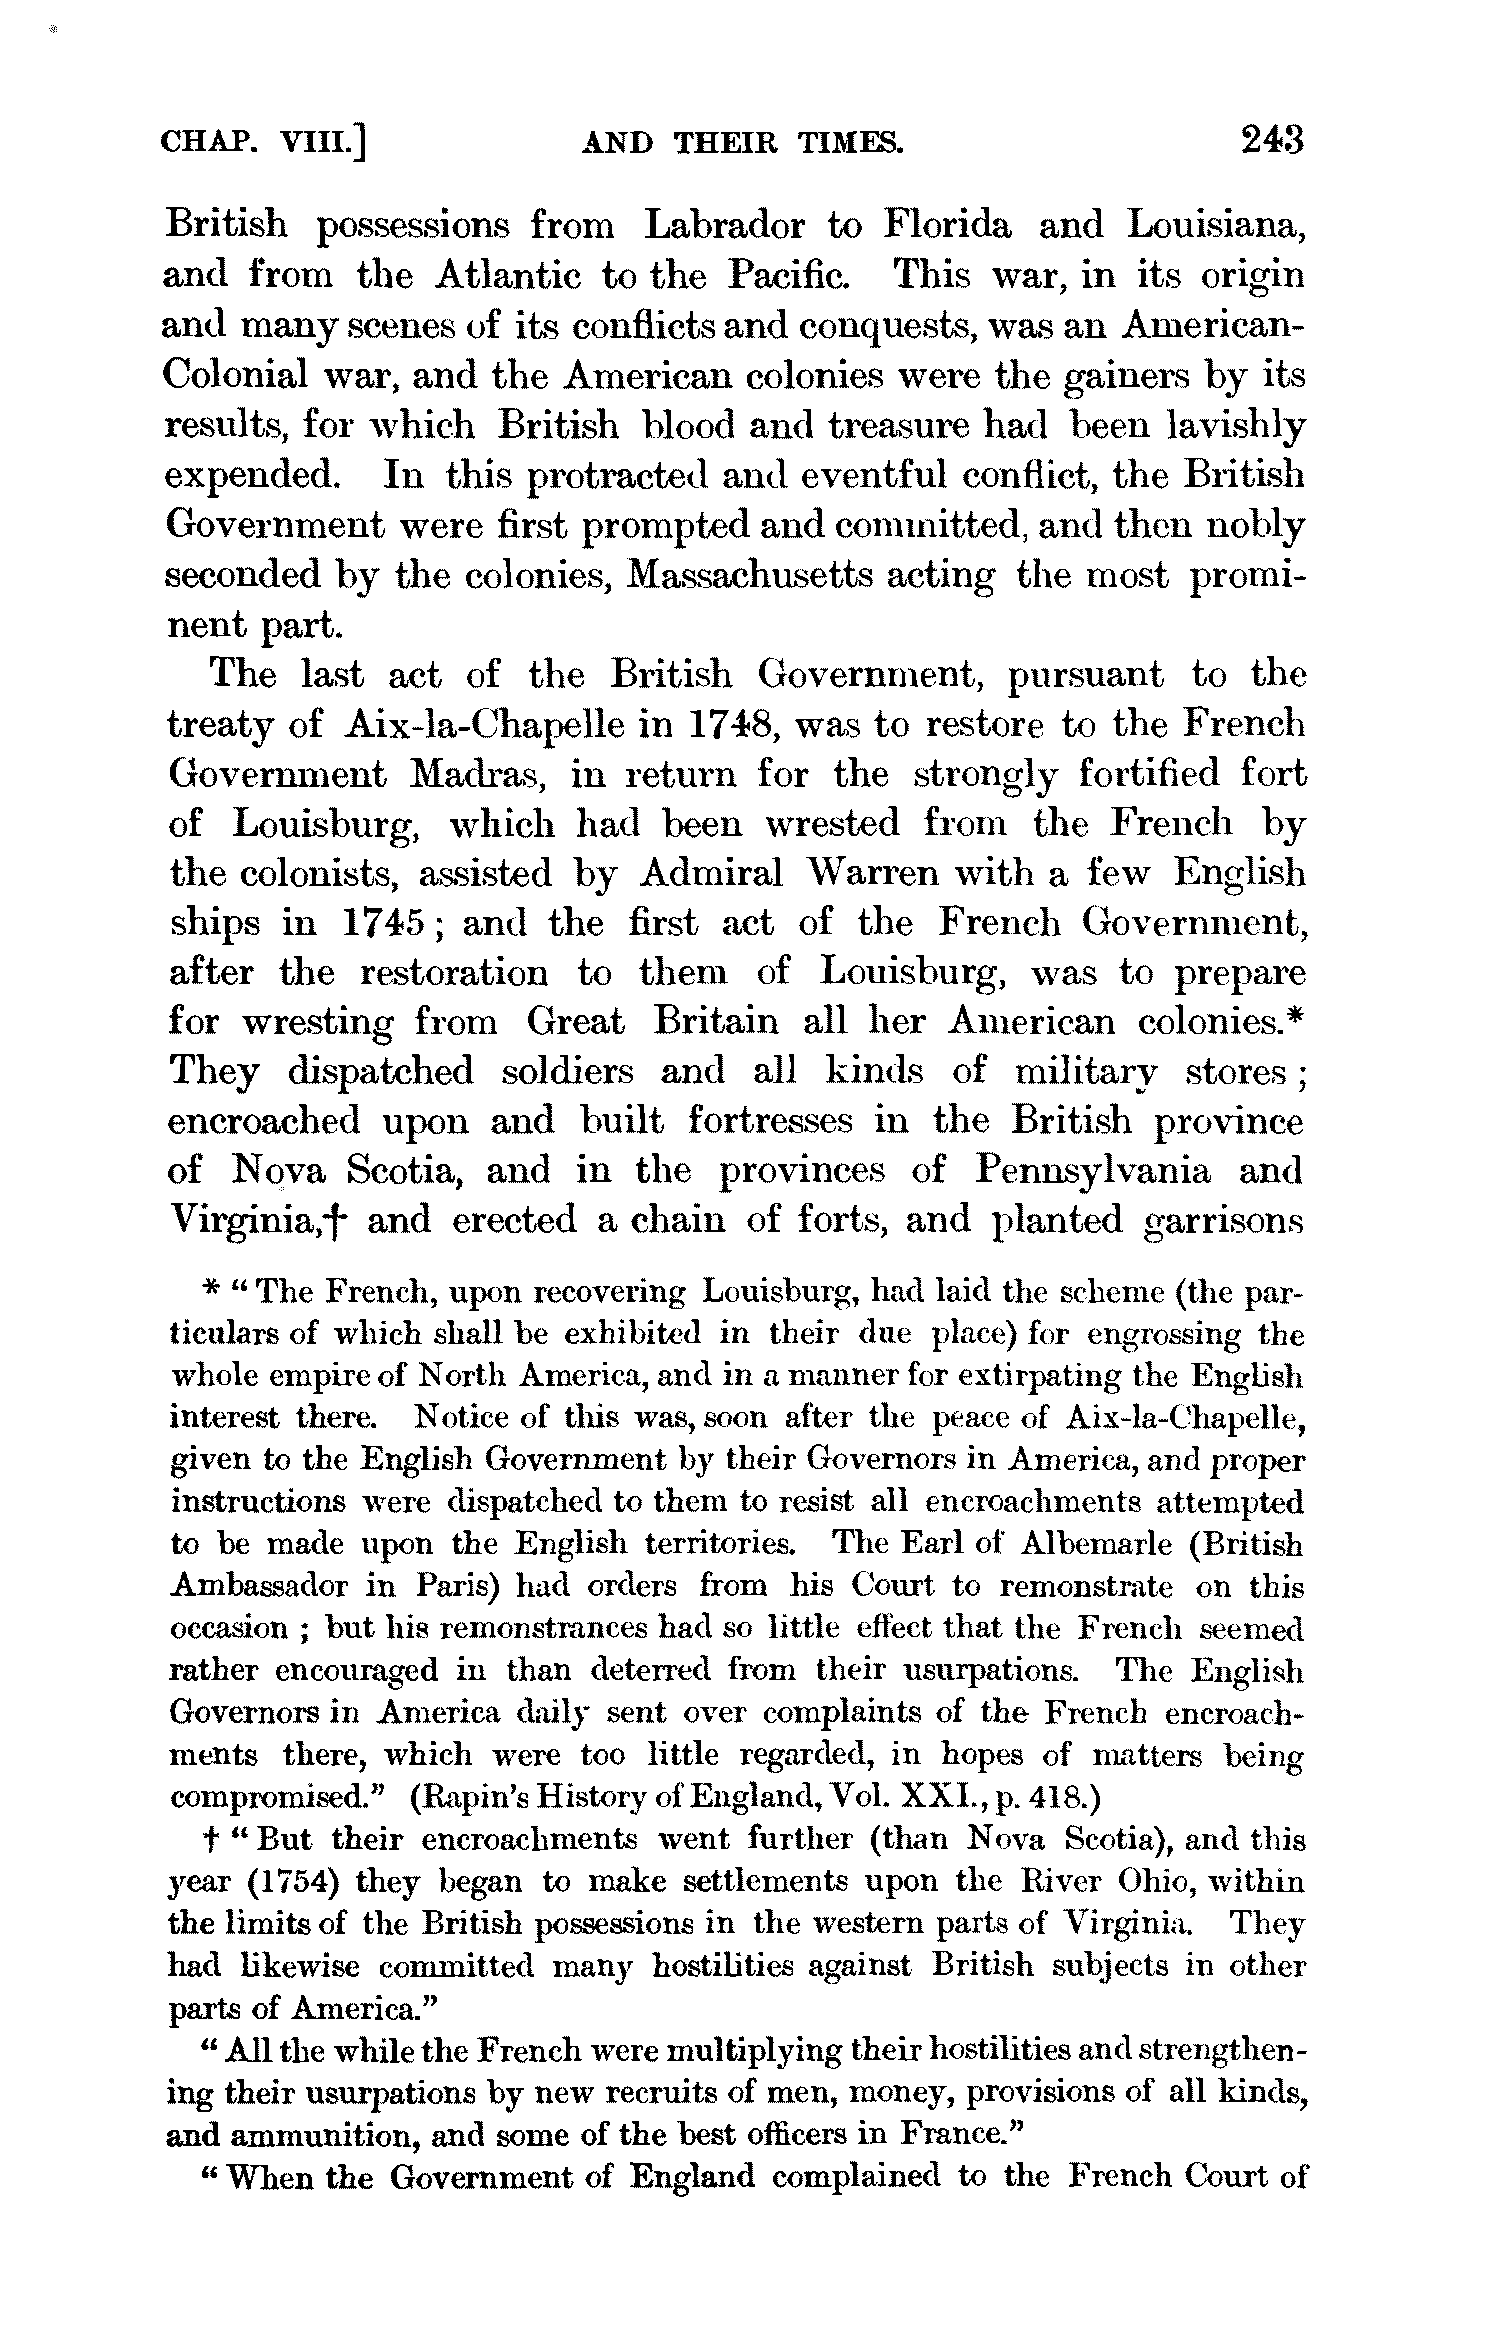 CHAP. VIII.] AND THEIR TIMES. 243
British possessions from Labrador to Florida and Louisiana,
and from the Atlantic to the Pacific. This war, in its origin
and many scenes of its conflicts and conquests, was an American-
Colonial war, and the American colonies were the gainers by its
results, for which British blood and treasure had been lavishly
expended. In this protracted and eventful conflict, the British
Government were first prompted and committed, and then nobly
seconded by the colonies, Massachusetts acting the most promi-
nent part.
The last act of the British Government, pursuant to the
treaty of Aix-la-Chapelle in 1748, was to restore to the French
Government Madras, in return for the strongly fortified fort
of Louisburg, which had been wrested from the French by
the colonists, assisted by Admiral Warren with a few English
ships in 1745 ; and the first act of the French Government,
after the restoration to them of Louisburg, was to prepare
for wresting from Great Britain all her American colonies.*
They dispatched soldiers and all kinds of military stores ;
encroached upon and built fortresses in the British province
of Nova Scotia, and in the provinces of Pennsylvania and
Virginia,† and erected a chain of forts, and planted garrisons
* “ The French, upon recovering Louisburg, had laid the scheme (the par-
ticulars of which shall be exhibited in their due place) for engrossing the
whole empire of North America, and in a manner for extirpating the English
interest there. Notice of this was, soon after the peace of Aix-la-Chapelle,
given to the English Government by their Governors in America, and proper
instructions were dispatched to them to resist all encroachments attempted
to be made upon the English territories. The Earl of Albemarle (British
Ambassador in Paris) had orders from his Court to remonstrate on this
occasion ; but his remonstrances had so little effect that the French seemed
rather encouraged in than deterred from their usurpations. The English
Governors in America daily sent over complaints of the French encroach-
ments there, which were too little regarded, in hopes of matters being
compromised.” (Rapin's History of England, Vol. XXI., p. 418.)
† “ But their encroachments went further (than Nova Scotia), and this
year (1754) they began to make settlements upon the River Ohio, within
the limits of the British possessions in the western parts of Virginia. They
had likewise committed many hostilities against British subjects in other
parts of America.”
“ All the while the French were multiplying their hostilities and strengthen-
ing their usurpations by new recruits of men, money, provisions of all kinds,
and ammunition, and some of the best officers in France.”
“ When the Government of England complained to the French Court of